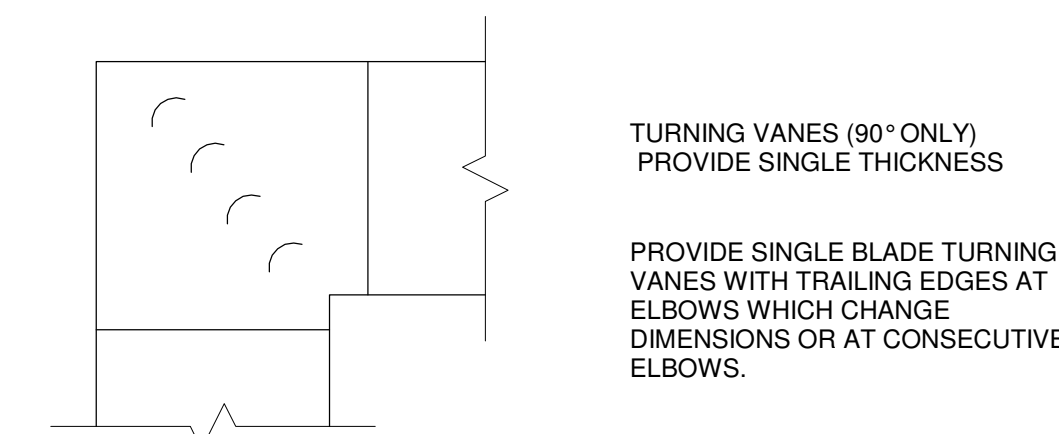 TURNING VANES (90° ONLY)
PROVIDE SINGLE THICKNESS
PROVIDE SINGLE BLADE TURNING
VANES WITH TRAILING EDGES AT
ELBOWS WHICH CHANGE
DIMENSIONS OR AT CONSECUTIVE
ELBOWS.